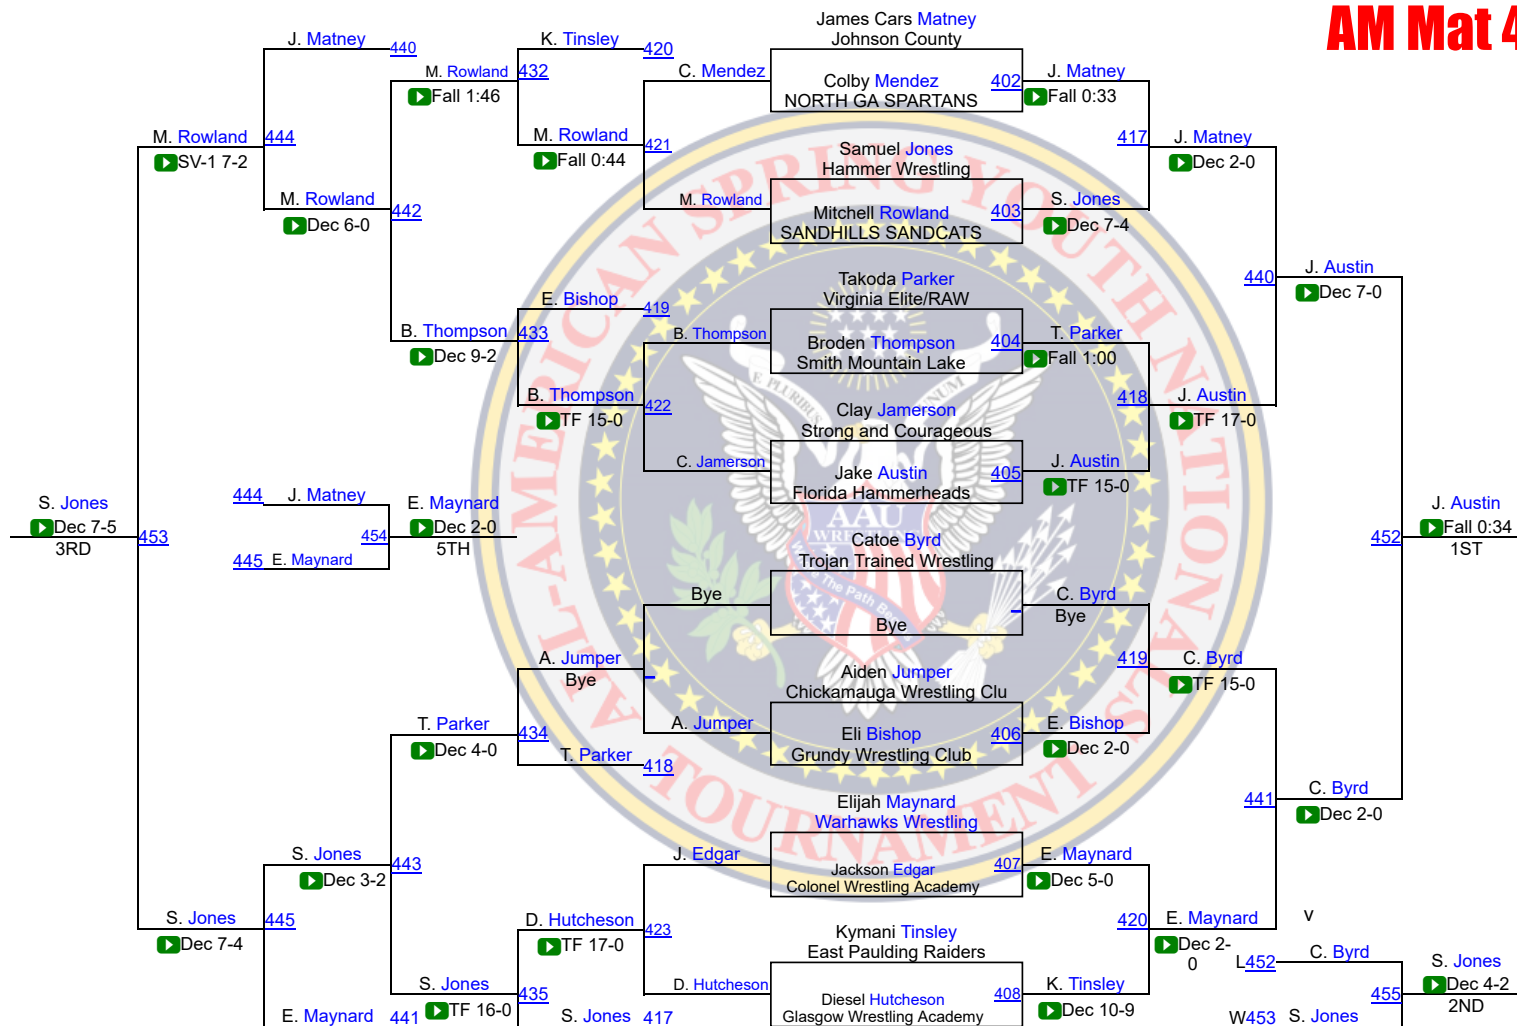 AM Mat 4
James Cars Matney
Johnson County
Colby Mendez 402
NORTH GA SPARTANS
Samuel Jones
Hammer Wrestling
Mitchell Rowland 403
SANDHILLS SANDCATS
Takoda Parker
Virginia Elite/RAW
Broden Thompson 404
Smith Mountain Lake
Clay Jamerson
Strong and Courageous
Jake Austin 405
Florida Hammerheads
Catoe Byrd
Trojan Trained Wrestling
Bye
Aiden Jumper
Chickamauga Wrestling Clu
Eli Bishop 406
Grundy Wrestling Club
Elijah Maynard
Warhawks Wrestling
Jackson Edgar 407
Colonel Wrestling Academy
Kymani Tinsley
East Paulding Raiders
Diesel Hutcheson 408
Glasgow Wrestling Academy
J. Matney
Fall 0:33
417
S. Jones
Dec 7-4
T. Parker
Fall 1:00
418
J. Austin
TF 15-0
C. Byrd
Bye
419
E. Bishop
Dec 2-0
E. Maynard
Dec 5-0
420
K. Tinsley
Dec 10-9
J. Matney
Dec 2-0
440
J. Austin
TF 17-0
C. Byrd
TF 15-0
441
E. Maynard
Dec 2-
0
J. Austin
Dec 7-0
452
C. Byrd
Dec 2-0
J. Austin
Fall 0:34
1ST
v
L452 C. Byrd
455
W453 S. Jones
S. Jones
Dec 4-2
2ND
C. Mendez
421
M. Rowland
B. Thompson
422
C. Jamerson
Bye
A. Jumper
J. Edgar
423
D. Hutcheson
K. Tinsley 420
432
M. Rowland
Fall 0:44
E. Bishop 419
433
B. Thompson
TF 15-0
A. Jumper
Bye
434
T. Parker 418
D. Hutcheson
TF 17-0
435
S. Jones 417
M. Rowland
Fall 1:46
442
B. Thompson
Dec 9-2
T. Parker
Dec 4-0
443
S. Jones
TF 16-0
J. Matney 440
444
M. Rowland
Dec 6-0
S. Jones
Dec 3-2
445
E. Maynard 441
M. Rowland
SV-1 7-2
453
S. Jones
Dec 7-4
S. Jones
Dec 7-5
3RD
444 J. Matney
454
445 E. Maynard
E. Maynard
Dec 2-0
5TH
ALL-AMERICAN SPRING YOUTH NATIONALS
TOURNAMENT
AAU